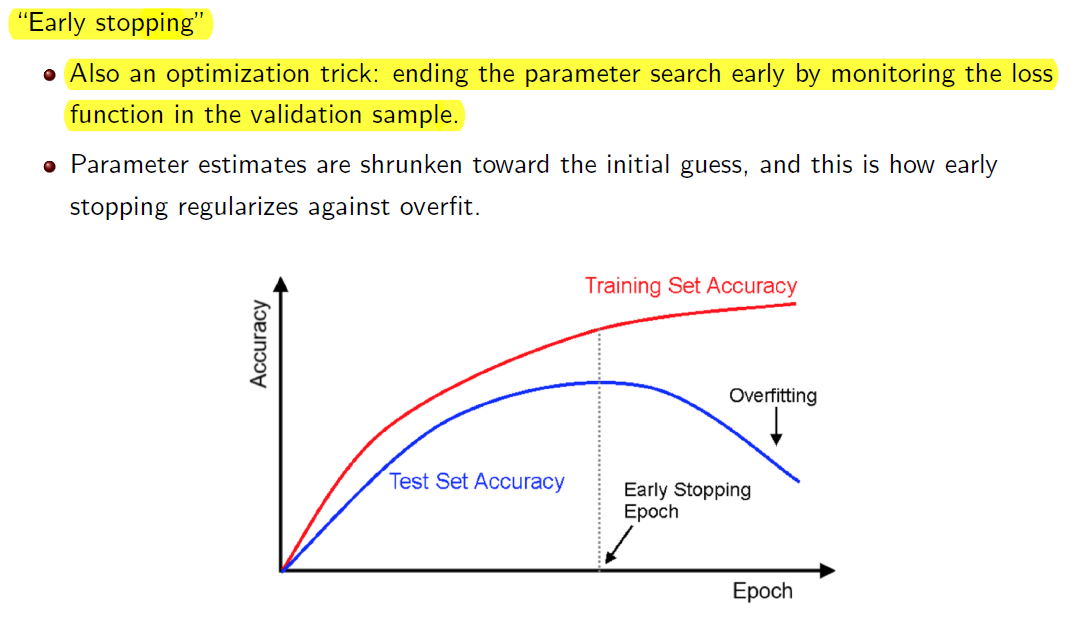 “Early stopping”
Also an optimization trick: ending the parameter search early by monitoring the loss
function in the validation sample.
Parameter estimates are shrunken toward the initial guess, and this is how early
stopping regularizes against overfit.
Training Set Accuracy
Accuracy
Overfitting
Test Set Accuracy
Early Stopping
Epoch
Epoch